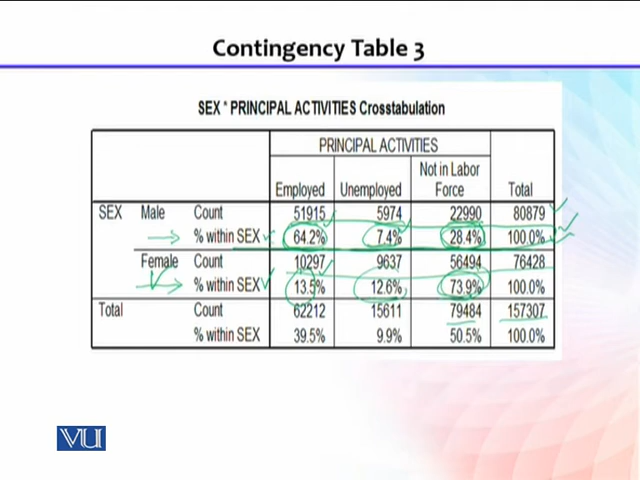 Contingency Table 3
SEX * PRINCIPAL ACTIVITIES Crosstabulation
PRINCIPAL ACTIVITIES
Employed Unemployed Not in Labor Force Total
SEX Male Count 51915 5974 22990 80879
% within SEX 64.2% 7.4% 28.4% 100.0%
Female Count 10297 9637 56494 76428
% within SEX 13.5% 12.6% 73.9% 100.0%
Total Count 62212 15611 79484 157307
% within SEX 39.5% 9.9% 50.5% 100.0%
VU